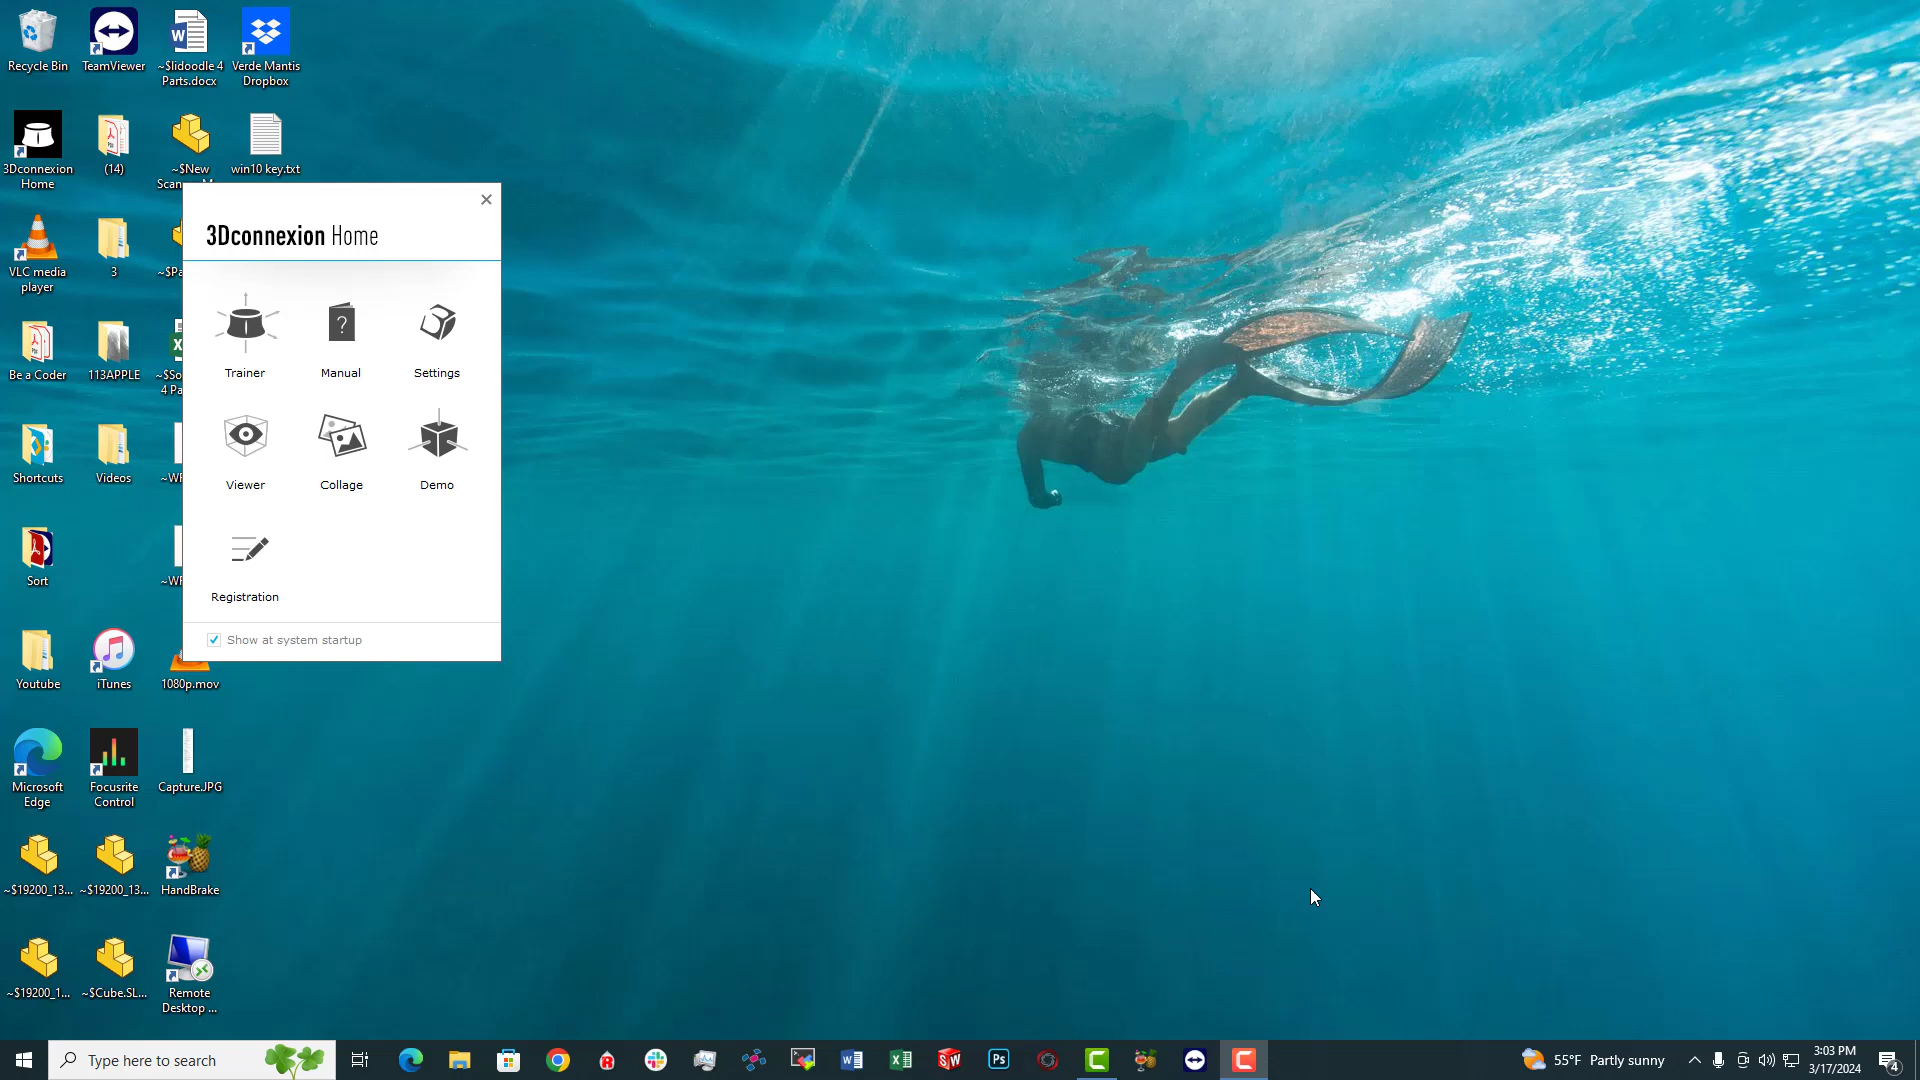 Recycle Bin
TeamViewer
~$lidoodle 4
Parts.docx
Verde Mantis
Dropbox
3Dconnexion
Home
(14)
~$New
win10 key.txt
VLC media
player
3
Be a Coder
113APPLE
Shortcuts
Videos
Sort
Youtube
iTunes
1080p.mov
Microsoft
Edge
Focusrite
Control
Capture.JPG
~$19200_13...
~$19200_13...
HandBrake
~$19200_1...
~$Cube.SL...
Remote
Desktop ...
3Dconnexion Home
Trainer
Manual
Settings
Viewer
Collage
Demo
Registration
Show at system startup
Type here to search
55°F Partly sunny
3:03 PM
3/17/2024
4